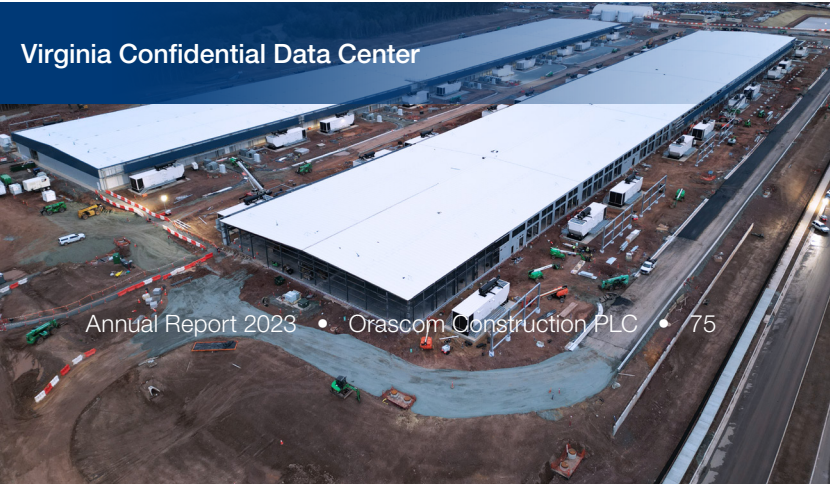 Virginia Confidential Data Center
Annual Report 2023 • Orascom Construction PLC • 75